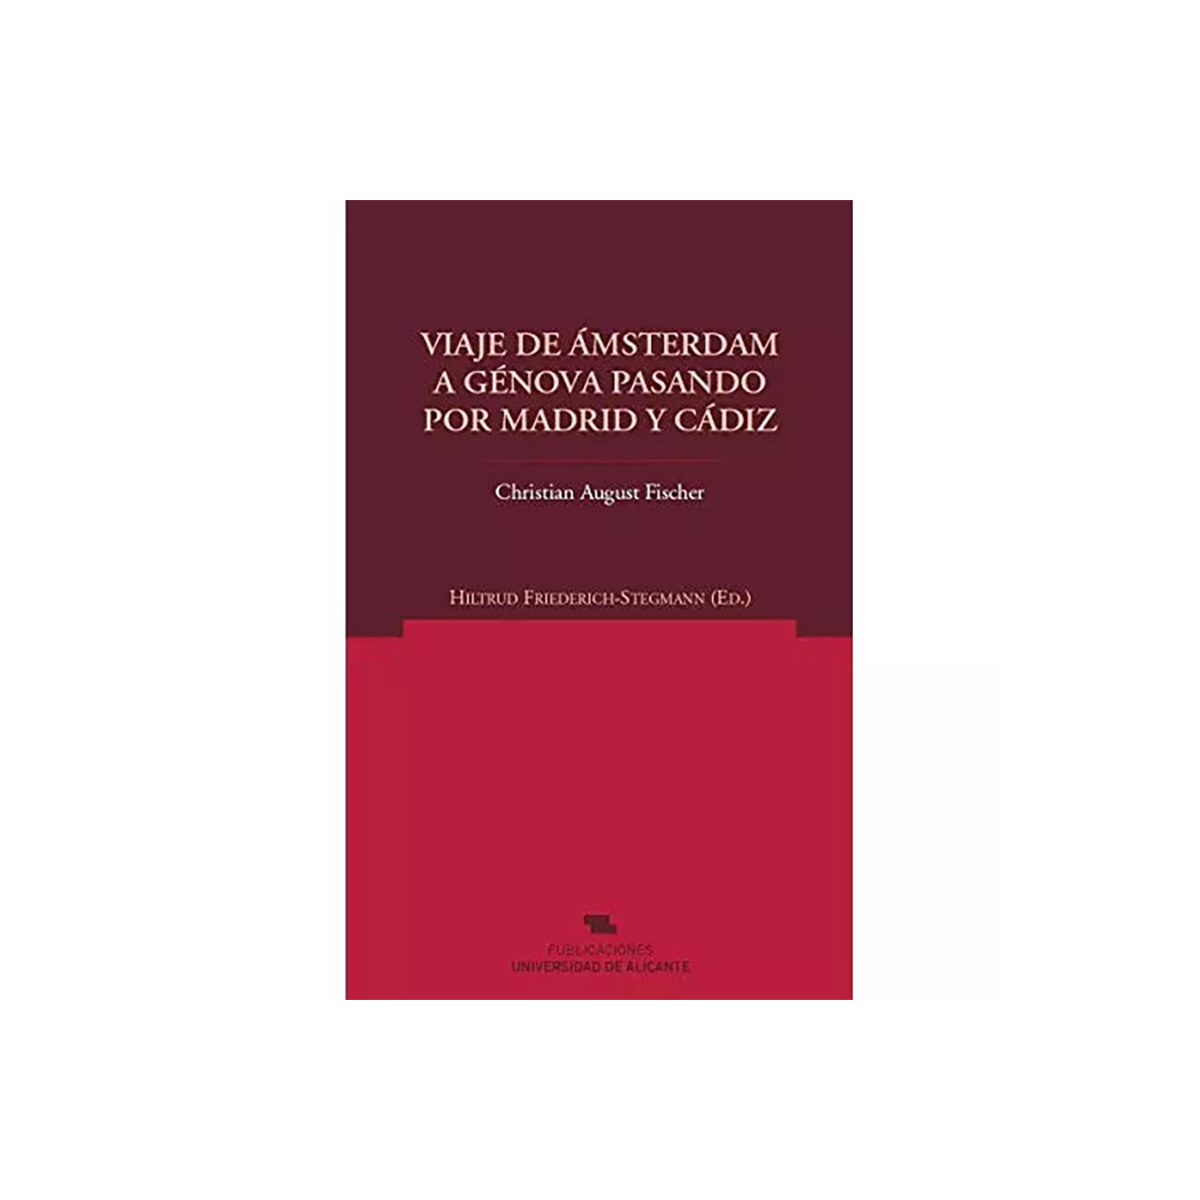 VIAJE DE ÁMSTERDAM
A GÉNOVA PASANDO
POR MADRID Y CÁDIZ
Christian August Fischer
HILTRUD FRIEDERICH-STEGMANN (ED.)
PUBLICACIONES
UNIVERSIDAD DE ALICANTE